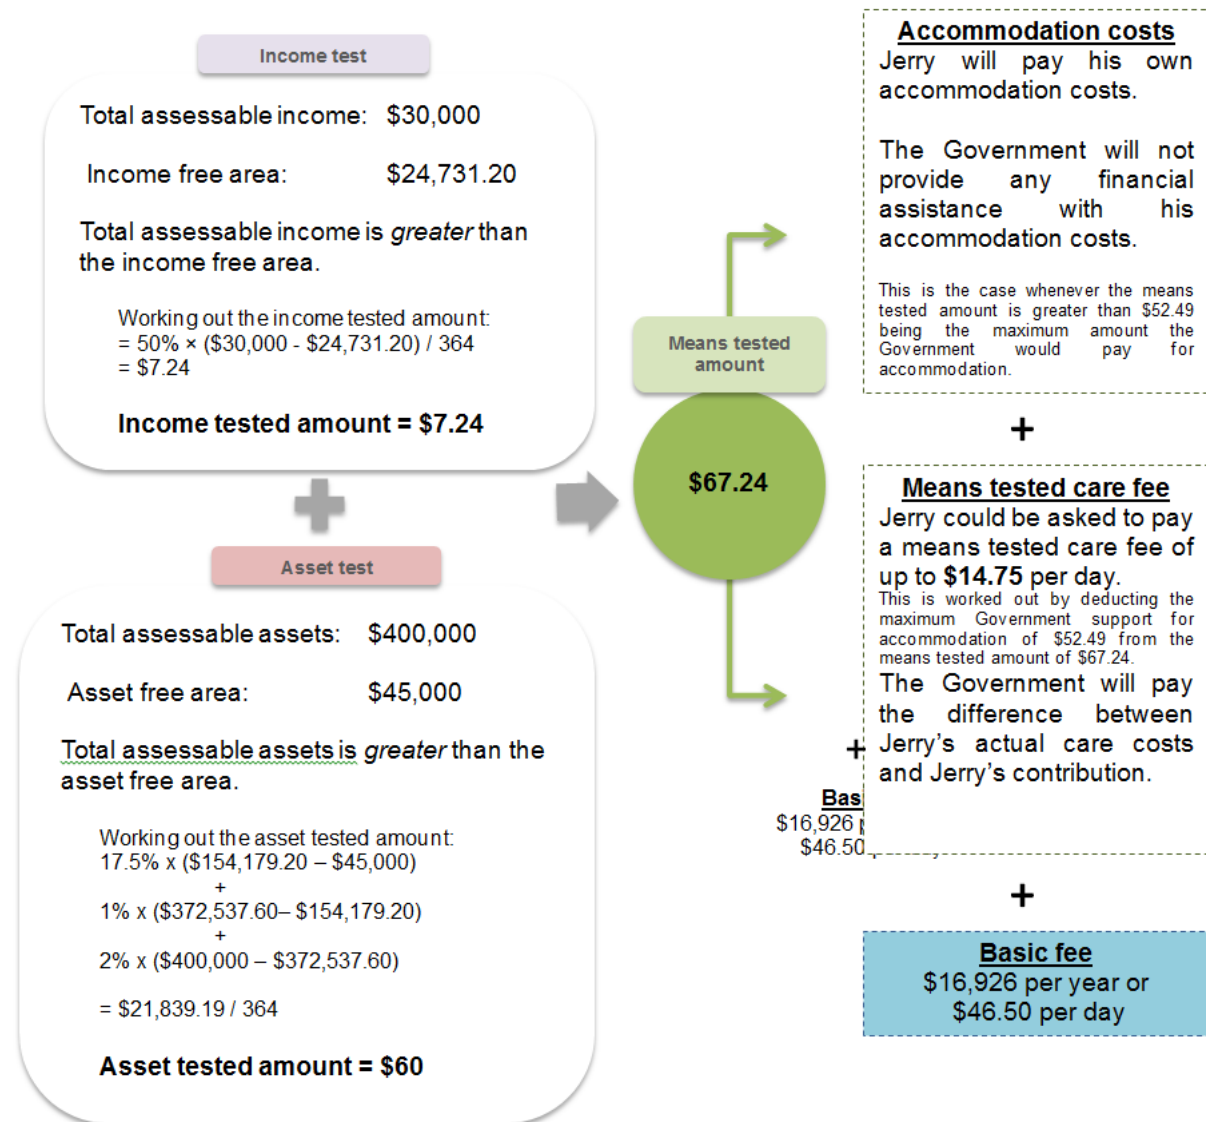 Income test
Total assessable income: $30,000
Income free area: $24,731.20
Total assessable income is greater than
the income free area.
Working out the income tested amount:
= 50% × ($30,000 - $24,731.20) / 364
= $7.24
Income tested amount = $7.24
Asset test
Total assessable assets: $400,000
Asset free area: $45,000
Total assessable assets is greater than the
asset free area.
Working out the asset tested amount:
17.5% x ($154,179.20 – $45,000)
+
1% x ($372,537.60– $154,179.20)
+
2% x ($400,000 – $372,537.60)
= $21,839.19 / 364
Asset tested amount = $60
Means tested
amount
$67.24
Accommodation costs
Jerry will pay his own
accommodation costs.
The Government will not
provide any financial
assistance with his
accommodation costs.
This is the case whenever the means
tested amount is greater than $52.49
being the maximum amount the
Government would pay for
accommodation.
+
Means tested care fee
Jerry could be asked to pay
a means tested care fee of
up to $14.75 per day.
This is worked out by deducting the
maximum Government support for
accommodation of $52.49 from the
means tested amount of $67.24.
The Government will pay
the difference between
Jerry's actual care costs
and Jerry's contribution.
+
$16,926
$46.50
+
Basic fee
$16,926 per year or
$46.50 per day